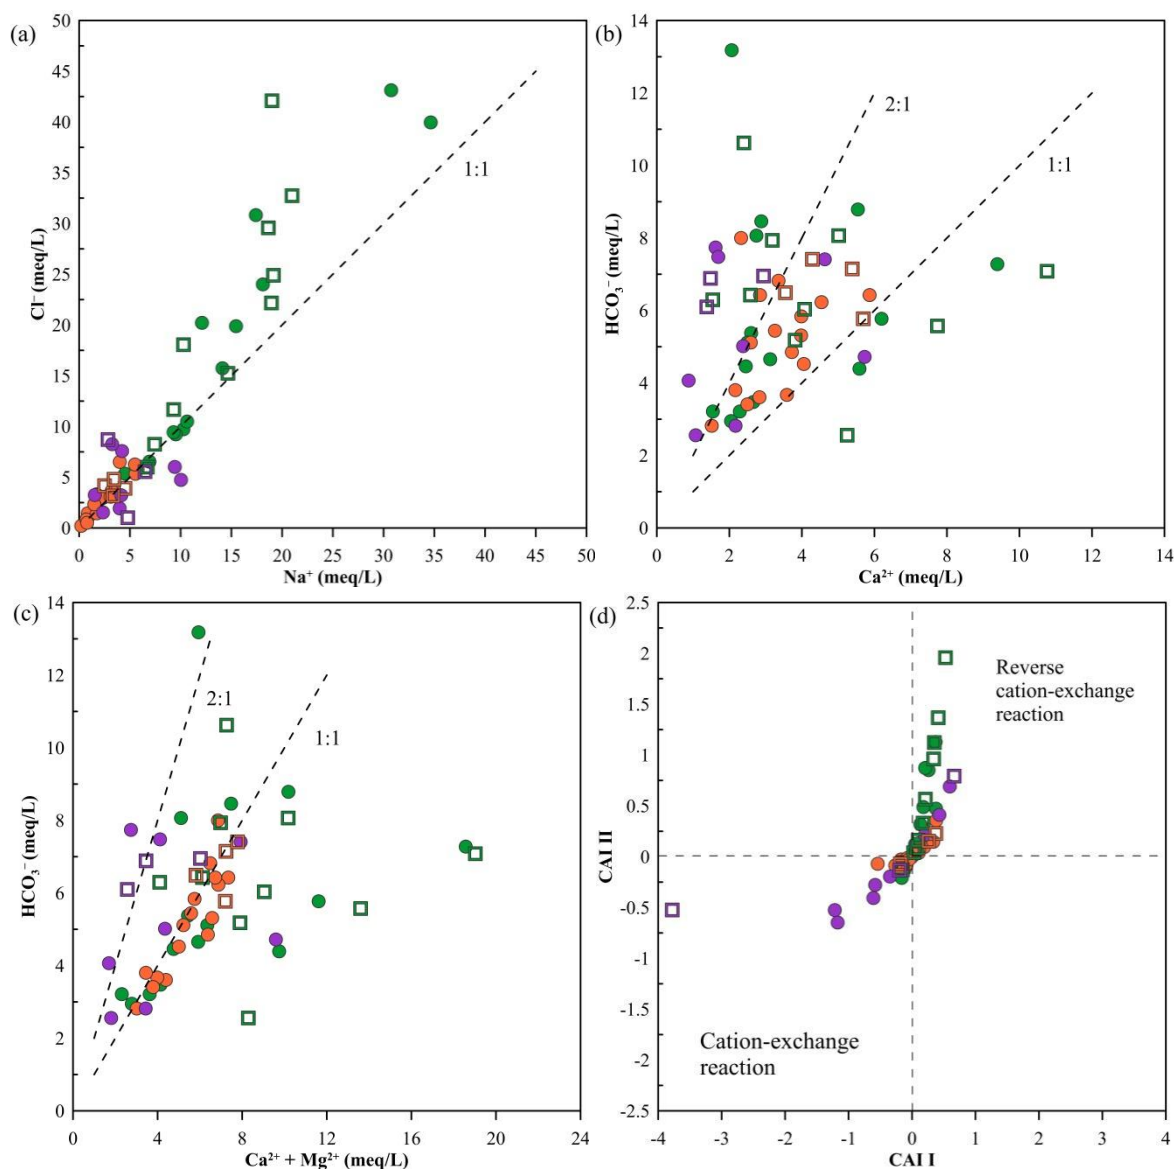 (a)
50
45
40
35
30
25
20
15
10
5
0
Cl⁻ (meq/L)
1:1
0 5 10 15 20 25 30 35 40 45 50
Na⁺ (meq/L)
(b)
14
12
10
8
6
4
2
0
HCO₃⁻ (meq/L)
2:1
1:1
0 2 4 6 8 10 12 14
Ca²⁺ (meq/L)
(c)
14
12
10
8
6
4
2
0
HCO₃⁻ (meq/L)
2:1
1:1
0 4 8 12 16 20 24
Ca²⁺ + Mg²⁺ (meq/L)
(d)
2.5
2
1.5
1
0.5
0
-0.5
-1
-1.5
-2
-2.5
CAI II
Reverse
cation-exchange
reaction
Cation-exchange
reaction
-4 -3 -2 -1 0 1 2 3 4
CAI I